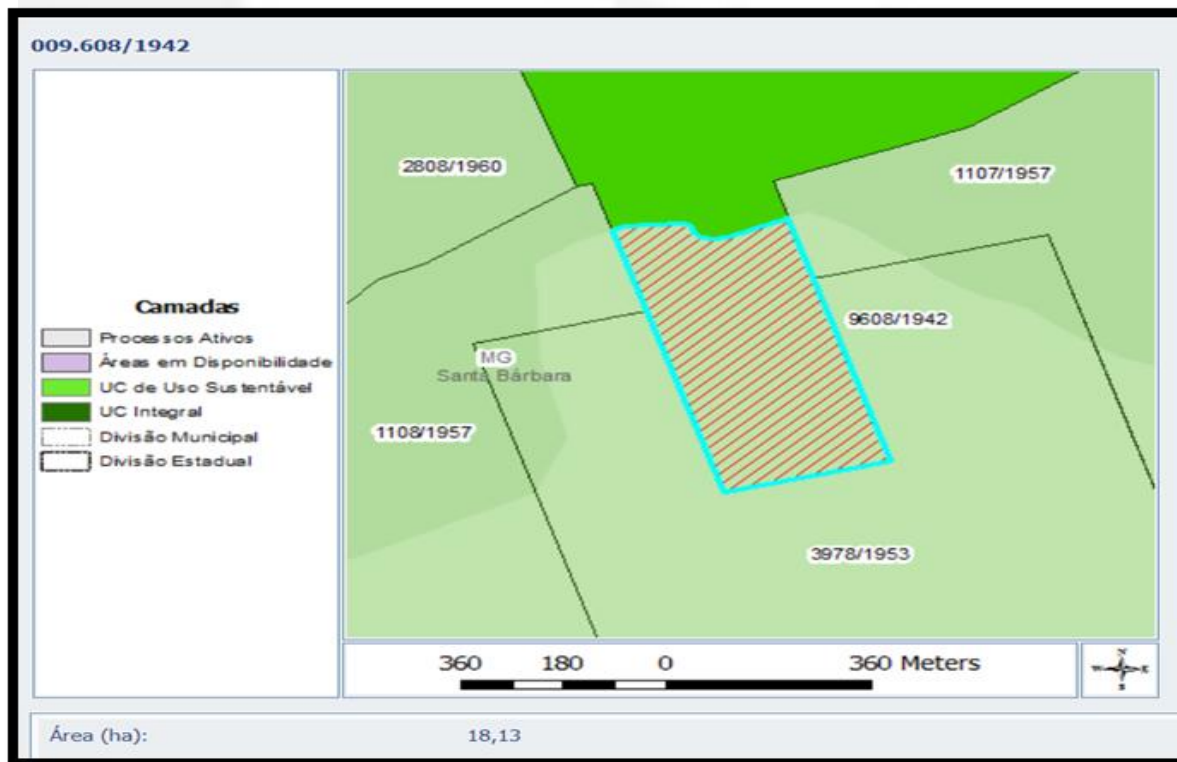 009.608/1942
Camadas
Processos Ativos
Áreas em Disponibilidade
UC de Uso Sustentável
UC Integral
Divisão Municipal
Divisão Estadual
2808/1960
1107/1957
9608/1942
MG
Santa Bárbara
1108/1957
3978/1953
360 180 0 360 Meters
N
W E
S
Área (ha): 18,13